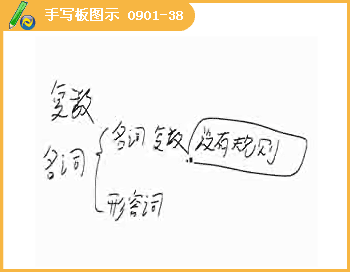 手写板图示 0901-38
复数
名词 复数 没有规则
名词
形容词